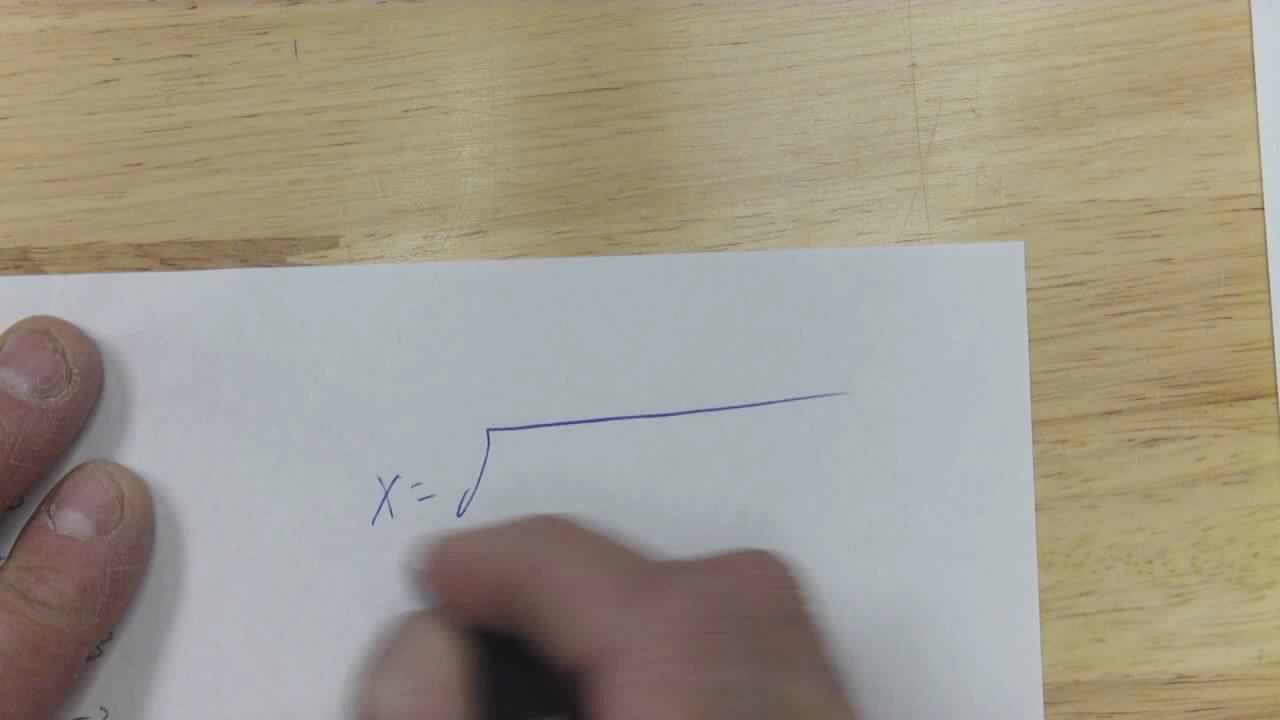 X = √